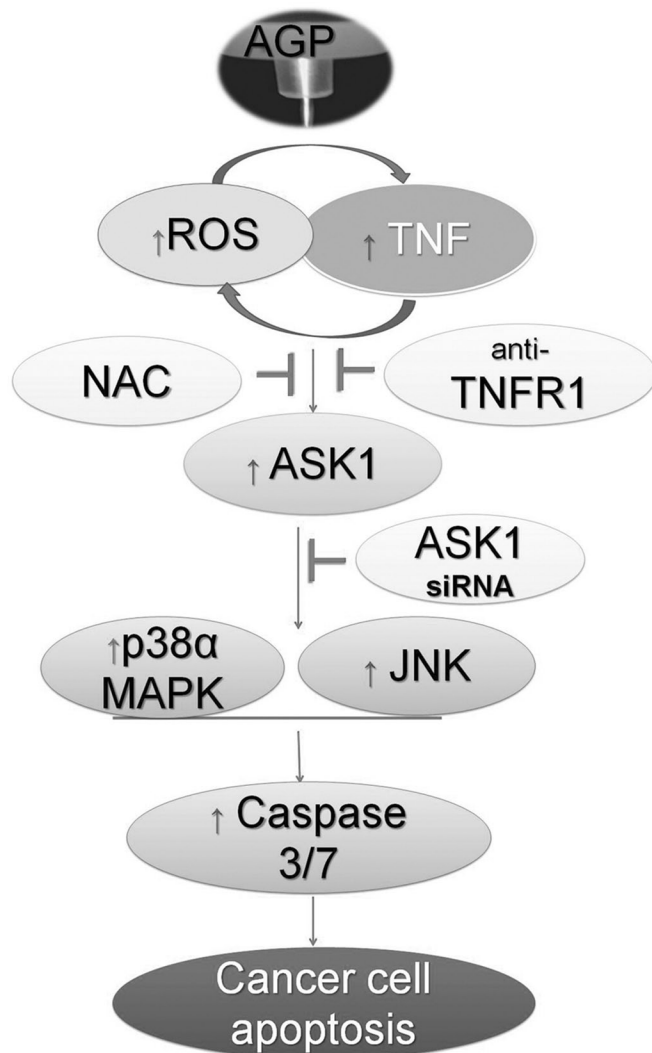 AGP
↑ROS
↑ TNF
NAC
anti-
TNFR1
↑ ASK1
ASK1
siRNA
↑p38α
MAPK
↑ JNK
↑ Caspase
3/7
Cancer cell
apoptosis